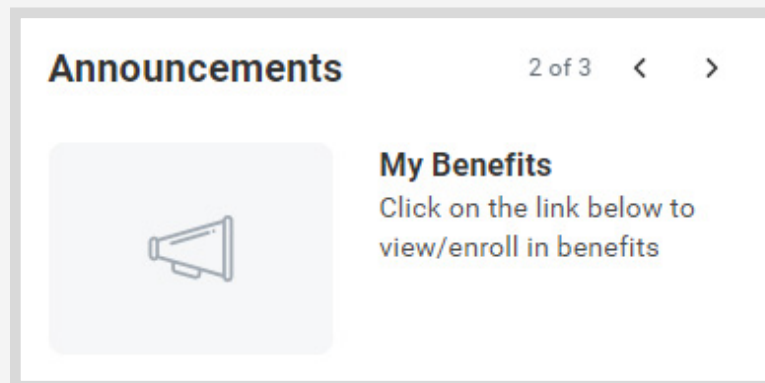 Announcements
2 of 3
My Benefits
Click on the link below to
view/enroll in benefits